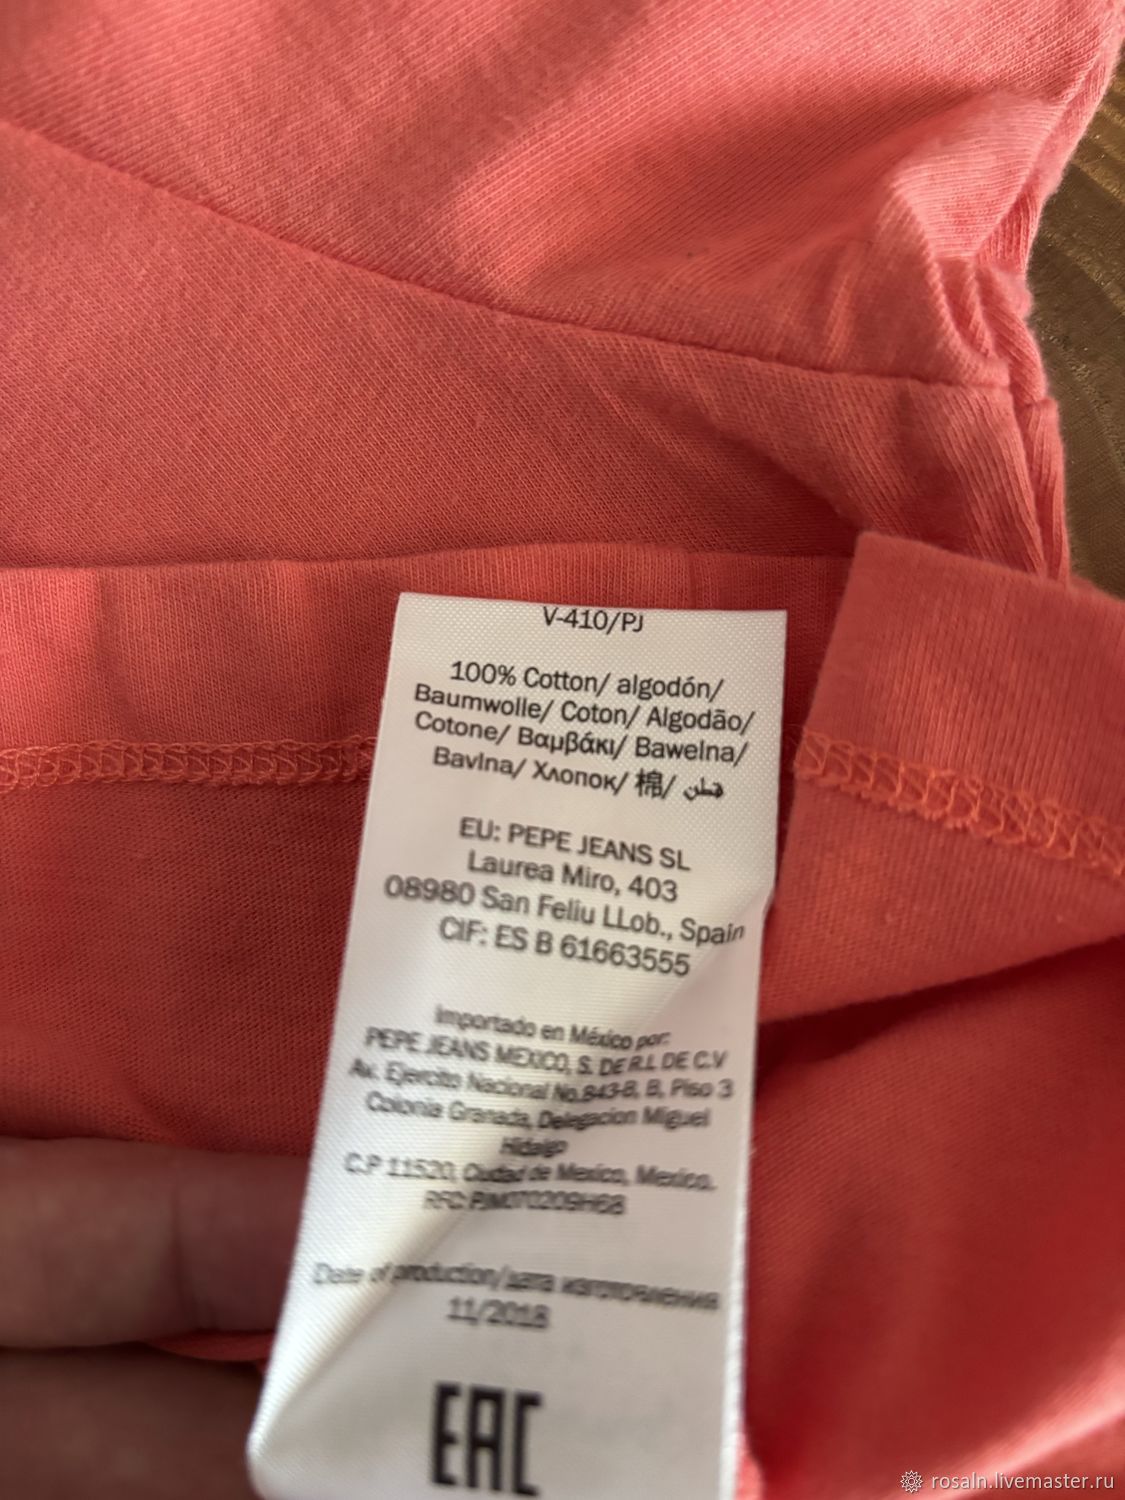 V-410/PJ
100% Cotton/ algodón/
Baumwolle/ Coton/ Algodão/
Cotone/ Βαμβάκι/ Bawelna/
Bavlna/ Хлопок/ 棉/ قطن
EU: PEPE JEANS SL
Laurea Miro, 403
08980 San Feliu LLob., Spain
CIF: ES B 61663555
Importado en México por:
PEPE JEANS MEXICO, S. DE R.L DE C.V
Av. Ejercito Nacional No.843-B, B, Piso 3
Colonia Granada, Delegacion Miguel
Hidalgo
C.P 11520, Ciudad de Mexico, Mexico.
RFC: PJM070209H68
Date of production/дата изготовления
11/2018
EAC
rosaln.livemaster.ru